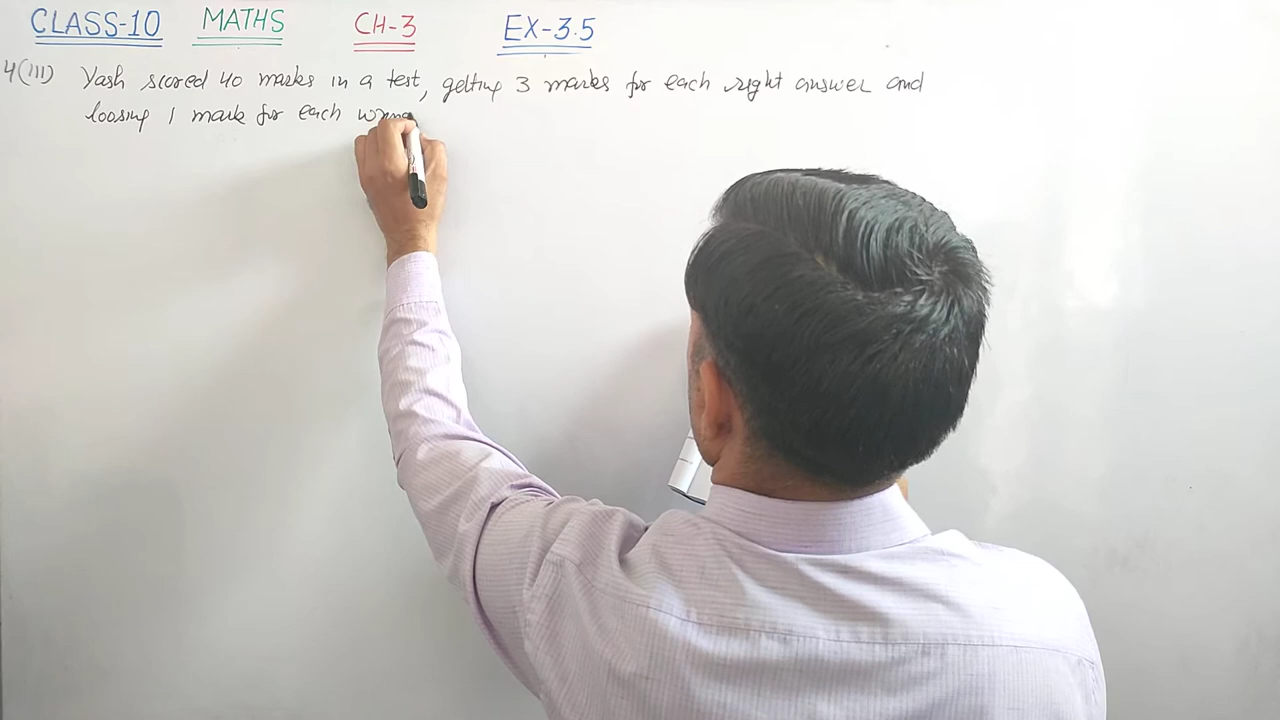 CLASS-10 MATHS CH-3 EX-3.5
4(iii) Yash scored 40 marks in a test, getting 3 marks for each right answer and
loosing 1 mark for each wrong